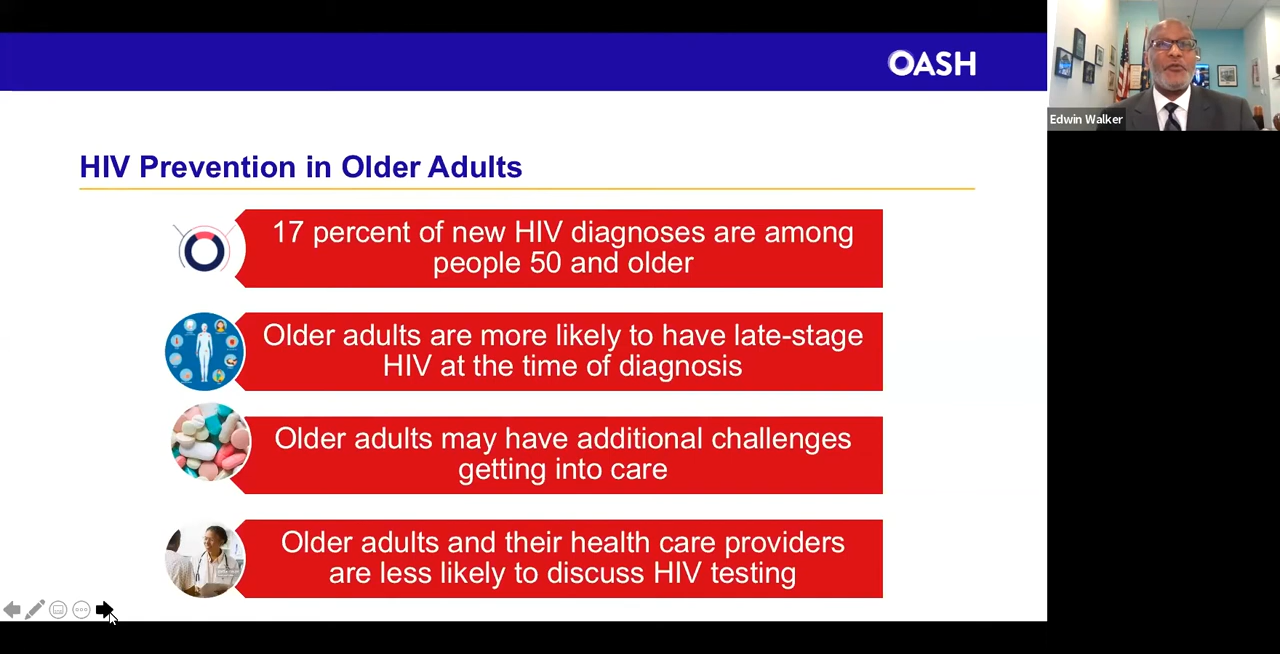 OASH
Edwin Walker
HIV Prevention in Older Adults
17 percent of new HIV diagnoses are among
people 50 and older
Older adults are more likely to have late-stage
HIV at the time of diagnosis
Older adults may have additional challenges
getting into care
Older adults and their health care providers
are less likely to discuss HIV testing